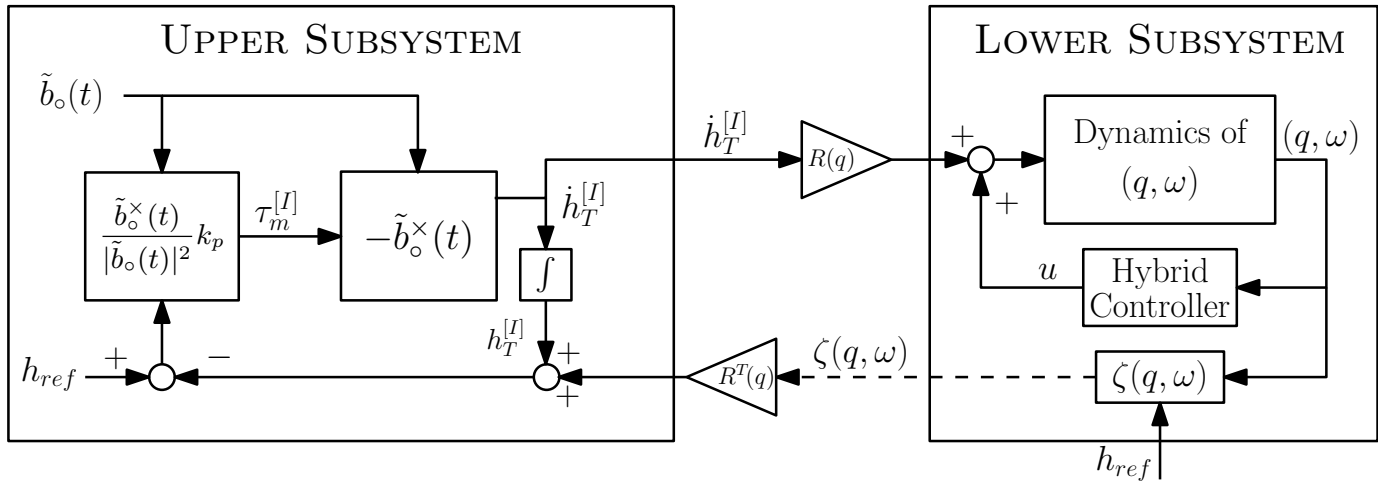 UPPER SUBSYSTEM
LOWER SUBSYSTEM
b̃∘(t)
ḣ_T^[I]
R(q)
+
+
Dynamics of
(q, ω)
(q, ω)
b̃∘^×(t)/|b̃∘(t)|² k_p
τ_m^[I]
−b̃∘^×(t)
ḣ_T^[I]
∫
u
Hybrid
Controller
h_T^[I]
h_ref
+
−
+
+
R^T(q)
ζ(q, ω)
ζ(q, ω)
h_ref